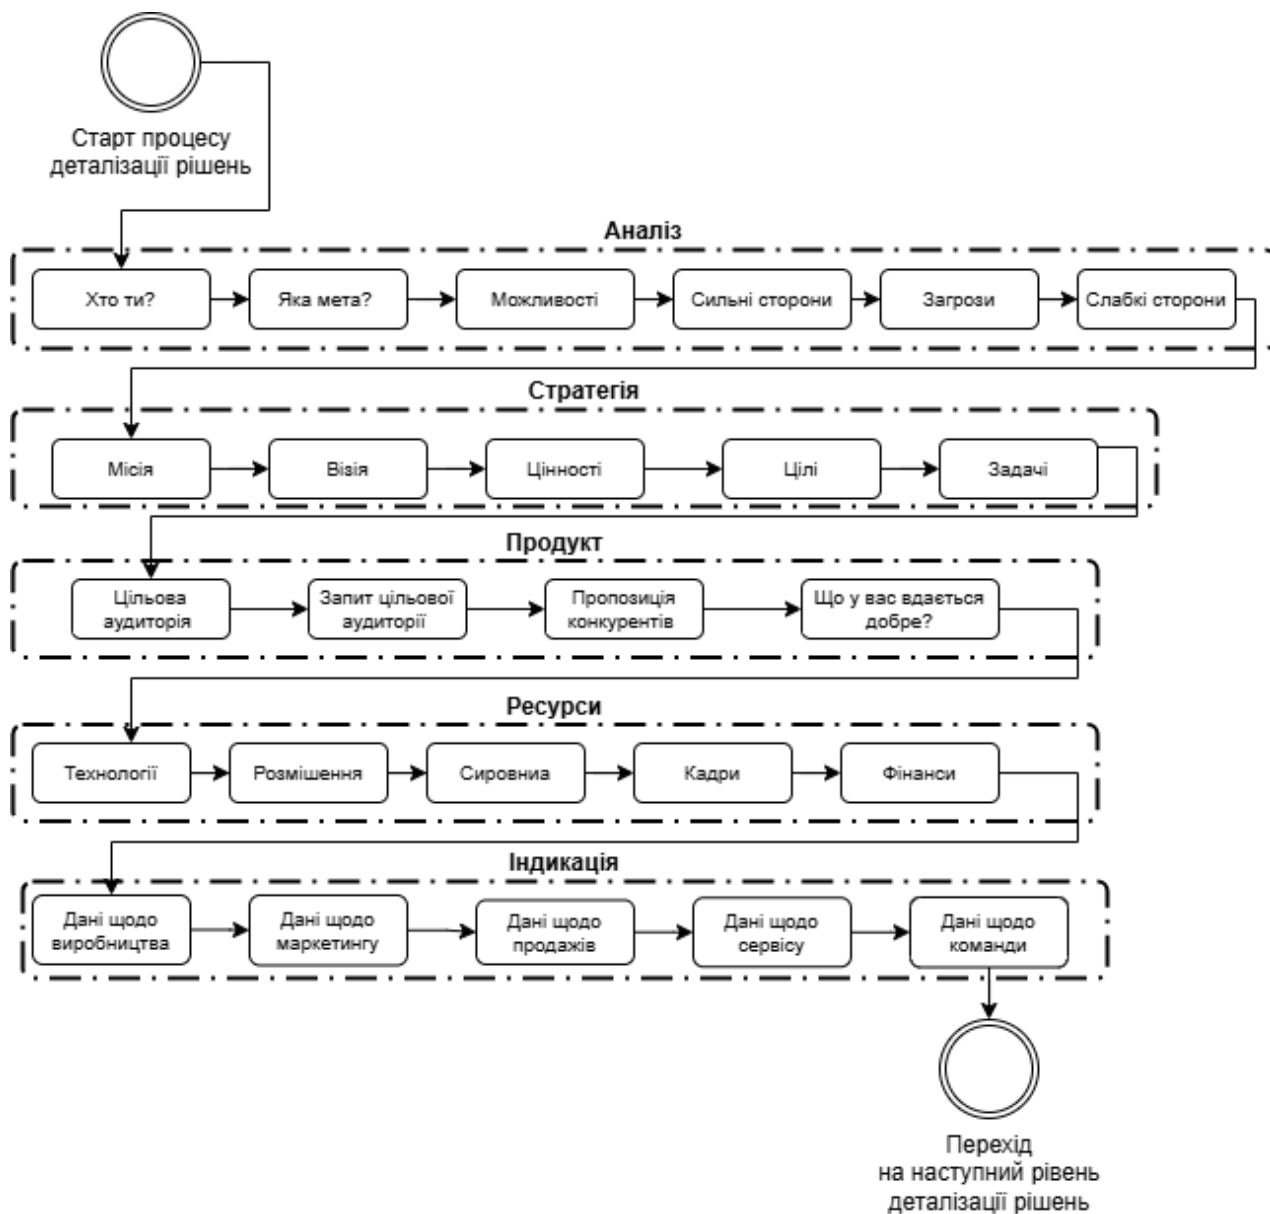 Старт процесу
деталізації рішень
Аналіз
Хто ти?
Яка мета?
Можливості
Сильні сторони
Загрози
Слабкі сторони
Стратегія
Місія
Візія
Цінності
Цілі
Задачі
Продукт
Цільова
аудиторія
Запит цільової
аудиторії
Пропозиція
конкурентів
Що у вас вдається
добре?
Ресурси
Технології
Розмішення
Сировниа
Кадри
Фінанси
Індикація
Дані щодо
виробництва
Дані щодо
маркетингу
Дані щодо
продажів
Дані щодо
сервісу
Дані щодо
команди
Перехід
на наступний рівень
деталізації рішень